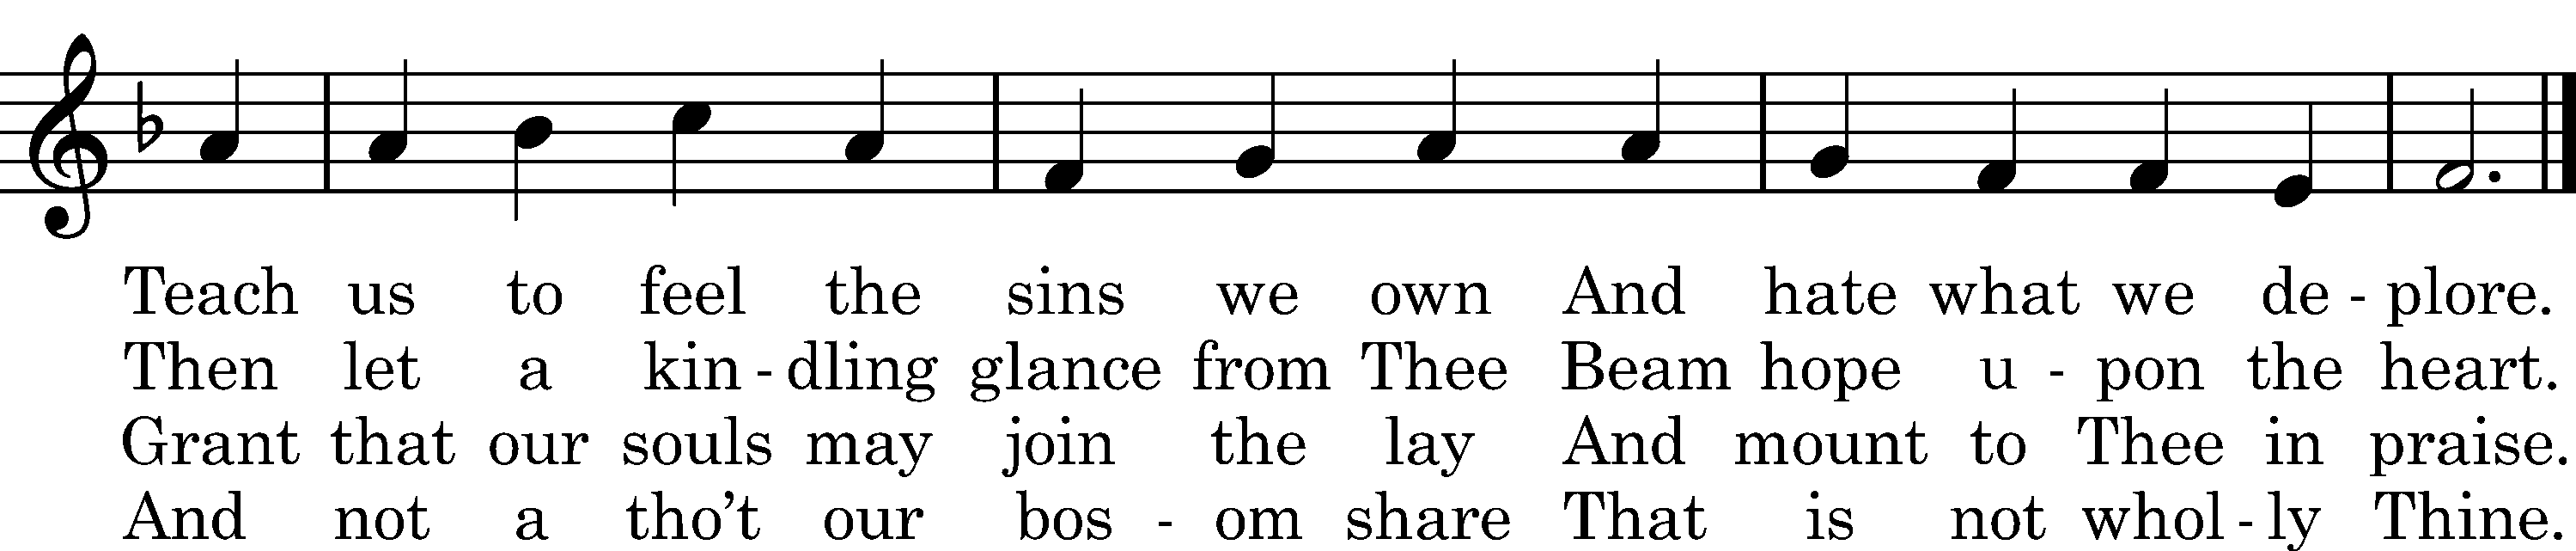 Teach us to feel the sins we own And hate what we de - plore.
Then let a kin - dling glance from Thee Beam hope u - pon the heart.
Grant that our souls may join the lay And mount to Thee in praise.
And not a tho’t our bos - om share That is not whol - ly Thine.